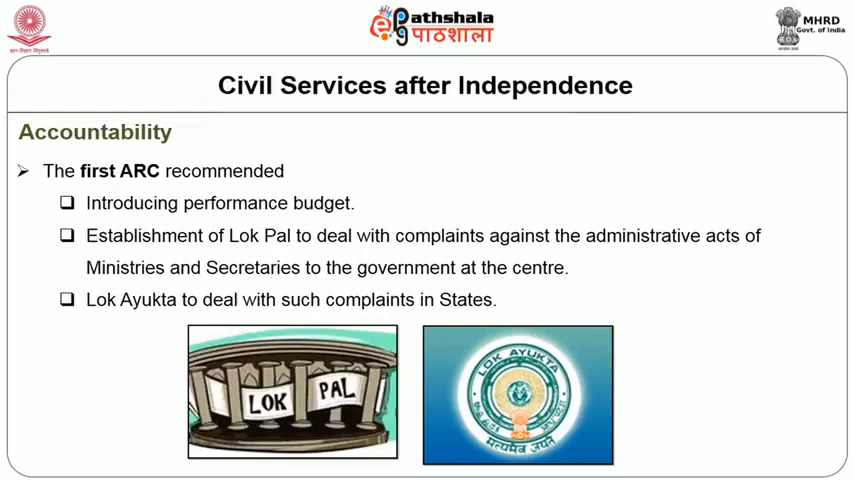 ePgpathshala
पाठशाला
MHRD
Govt. of India
Civil Services after Independence
Accountability
➢ The first ARC recommended
❑ Introducing performance budget.
❑ Establishment of Lok Pal to deal with complaints against the administrative acts of
Ministries and Secretaries to the government at the centre.
❑ Lok Ayukta to deal with such complaints in States.
LOK PAL
LOK AYUKTA
सत्यमेव जयते